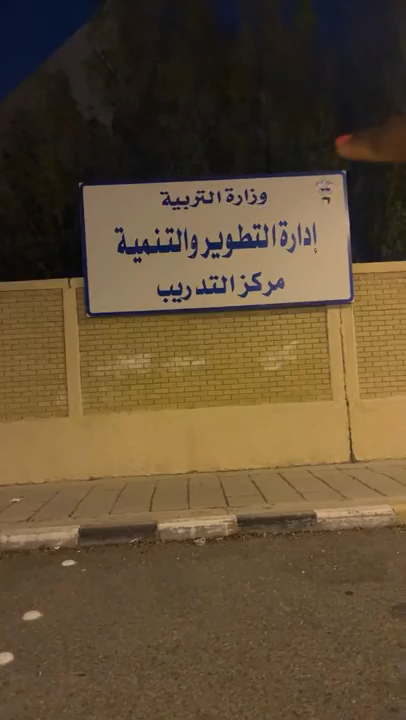 وزارة التربية
إدارة التطوير والتنمية
مركز التدريب